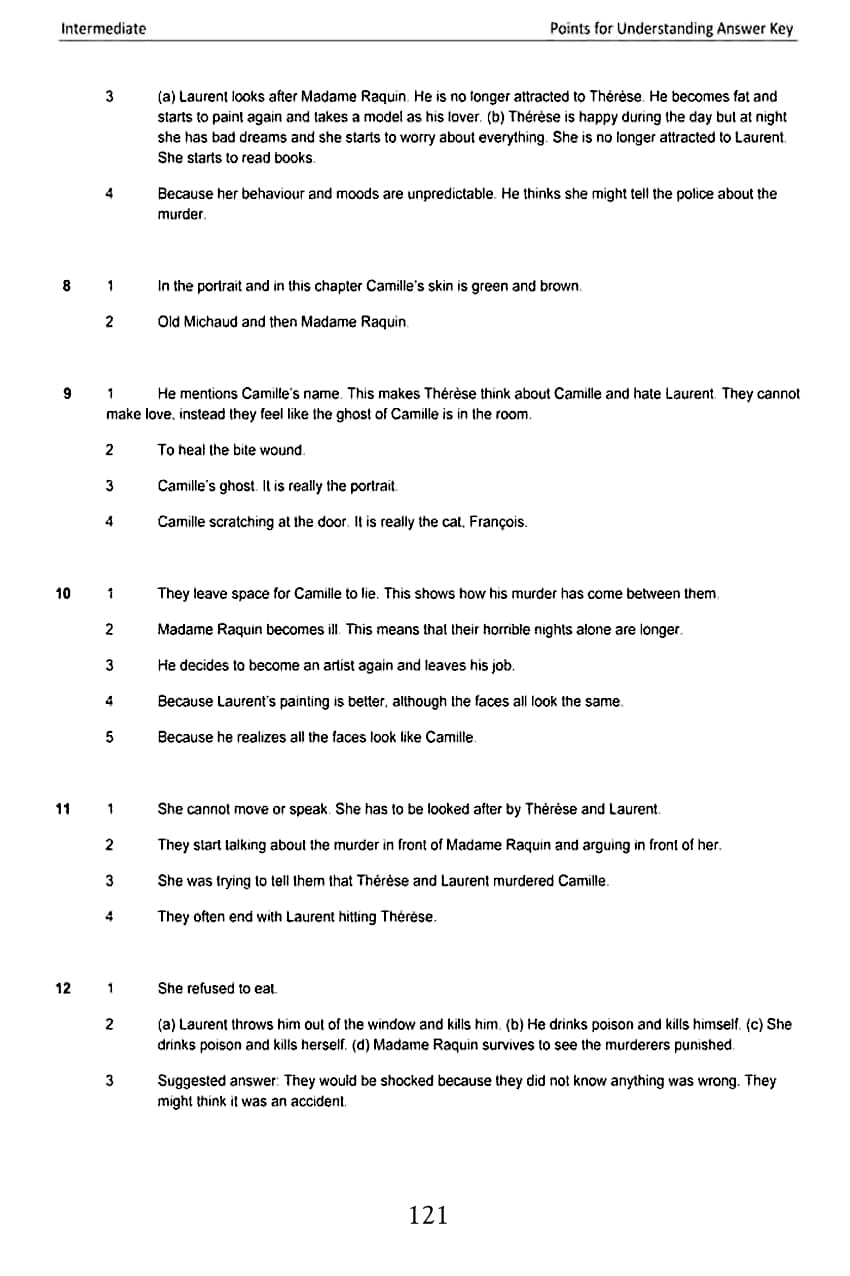 Intermediate Points for Understanding Answer Key
3 (a) Laurent looks after Madame Raquin. He is no longer attracted to Thérèse. He becomes fat and
starts to paint again and takes a model as his lover. (b) Thérèse is happy during the day but at night
she has bad dreams and she starts to worry about everything. She is no longer attracted to Laurent.
She starts to read books.
4 Because her behaviour and moods are unpredictable. He thinks she might tell the police about the
murder.
8 1 In the portrait and in this chapter Camille's skin is green and brown.
2 Old Michaud and then Madame Raquin.
9 1 He mentions Camille's name. This makes Thérèse think about Camille and hate Laurent. They cannot
make love, instead they feel like the ghost of Camille is in the room.
2 To heal the bite wound.
3 Camille's ghost. It is really the portrait.
4 Camille scratching at the door. It is really the cat, François.
10 1 They leave space for Camille to lie. This shows how his murder has come between them.
2 Madame Raquin becomes ill. This means that their horrible nights alone are longer.
3 He decides to become an artist again and leaves his job.
4 Because Laurent's painting is better, although the faces all look the same.
5 Because he realizes all the faces look like Camille.
11 1 She cannot move or speak. She has to be looked after by Thérèse and Laurent.
2 They start talking about the murder in front of Madame Raquin and arguing in front of her.
3 She was trying to tell them that Thérèse and Laurent murdered Camille.
4 They often end with Laurent hitting Thérèse.
12 1 She refused to eat.
2 (a) Laurent throws him out of the window and kills him. (b) He drinks poison and kills himself. (c) She
drinks poison and kills herself. (d) Madame Raquin survives to see the murderers punished.
3 Suggested answer: They would be shocked because they did not know anything was wrong. They
might think it was an accident.
121